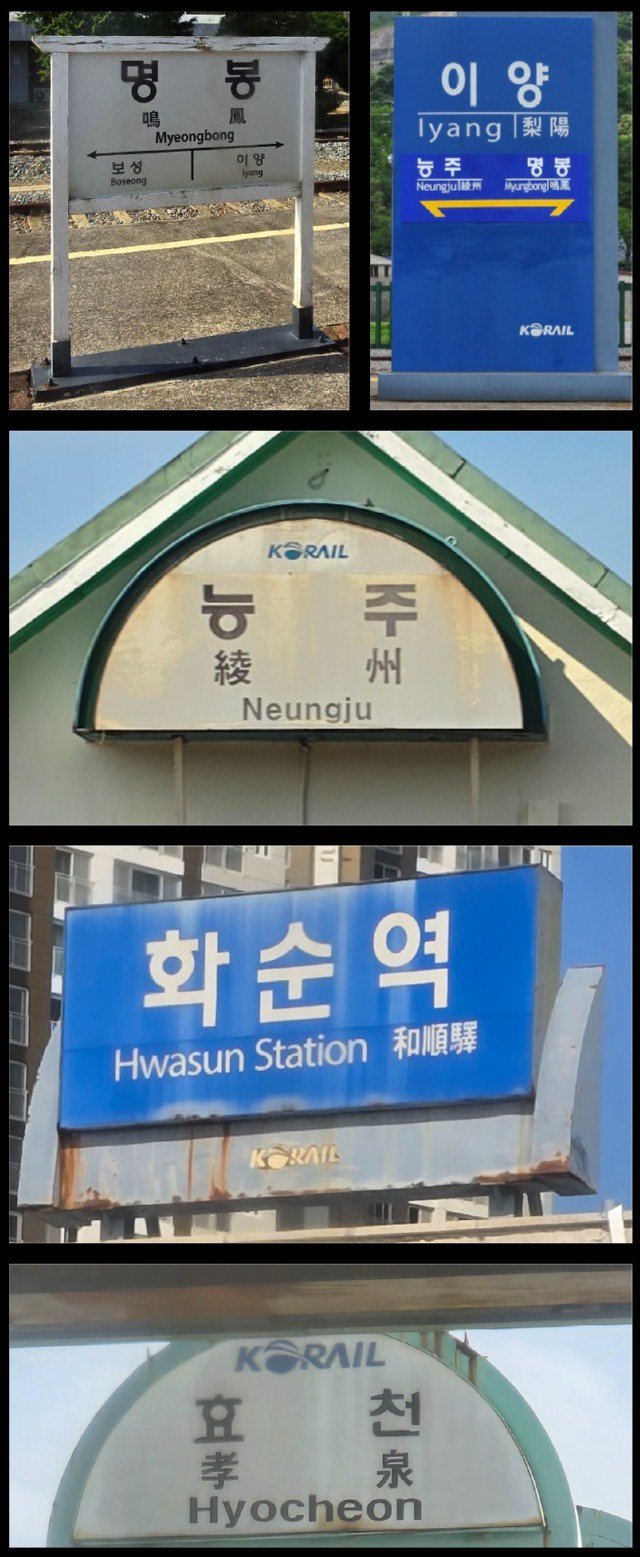 명 봉
鳴 鳳
Myeongbong
보성 이양
Boseong Iyang
이 양
Iyang 梨陽
능주 명봉
Neungju 綾州 Myungbong 鳴鳳
KORAIL
KORAIL
능 주
綾 州
Neungju
화순역
Hwasun Station 和順驛
KORAIL
KORAIL
효 천
孝 泉
Hyocheon